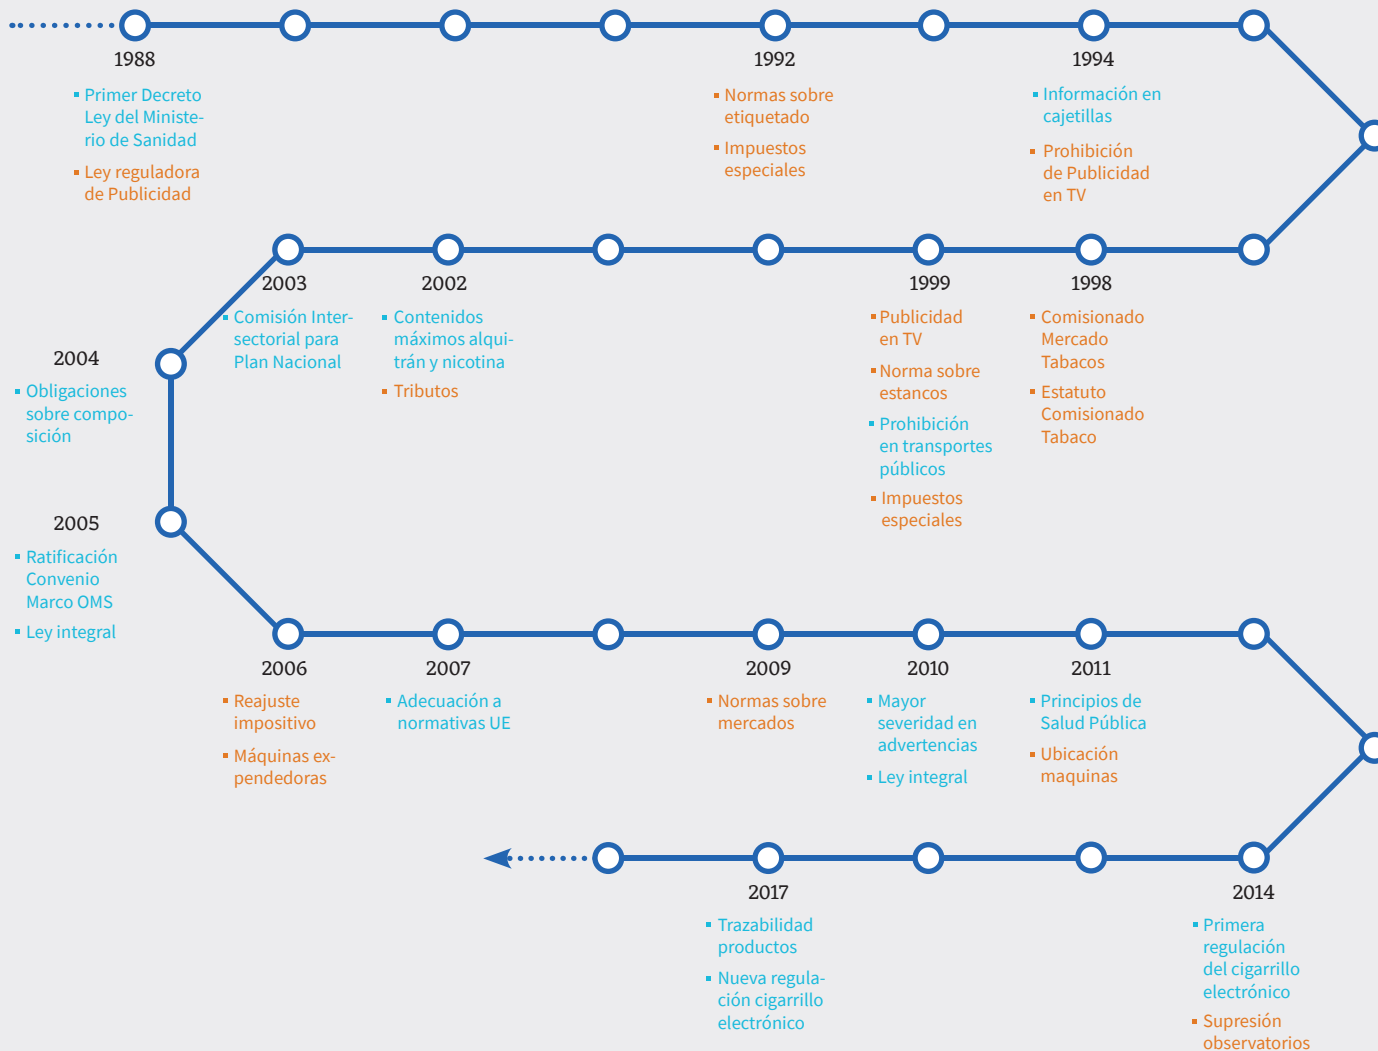 1988
Primer Decreto
Ley del Ministe-
rio de Sanidad
Ley reguladora
de Publicidad
1992
Normas sobre
etiquetado
Impuestos
especiales
1994
Información en
cajetillas
Prohibición
de Publicidad
en TV
1998
Comisionado
Mercado
Tabacos
Estatuto
Comisionado
Tabaco
1999
Publicidad
en TV
Norma sobre
estancos
Prohibición
en transportes
públicos
Impuestos
especiales
2002
Contenidos
máximos alqui-
trán y nicotina
Tributos
2003
Comisión Inter-
sectorial para
Plan Nacional
2004
Obligaciones
sobre compo-
sición
2005
Ratificación
Convenio
Marco OMS
Ley integral
2006
Reajuste
impositivo
Máquinas ex-
pendedoras
2007
Adecuación a
normativas UE
2009
Normas sobre
mercados
2010
Mayor
severidad en
advertencias
Ley integral
2011
Principios de
Salud Pública
Ubicación
maquinas
2014
Primera
regulación
del cigarrillo
electrónico
Supresión
observatorios
2017
Trazabilidad
productos
Nueva regula-
ción cigarrillo
electrónico